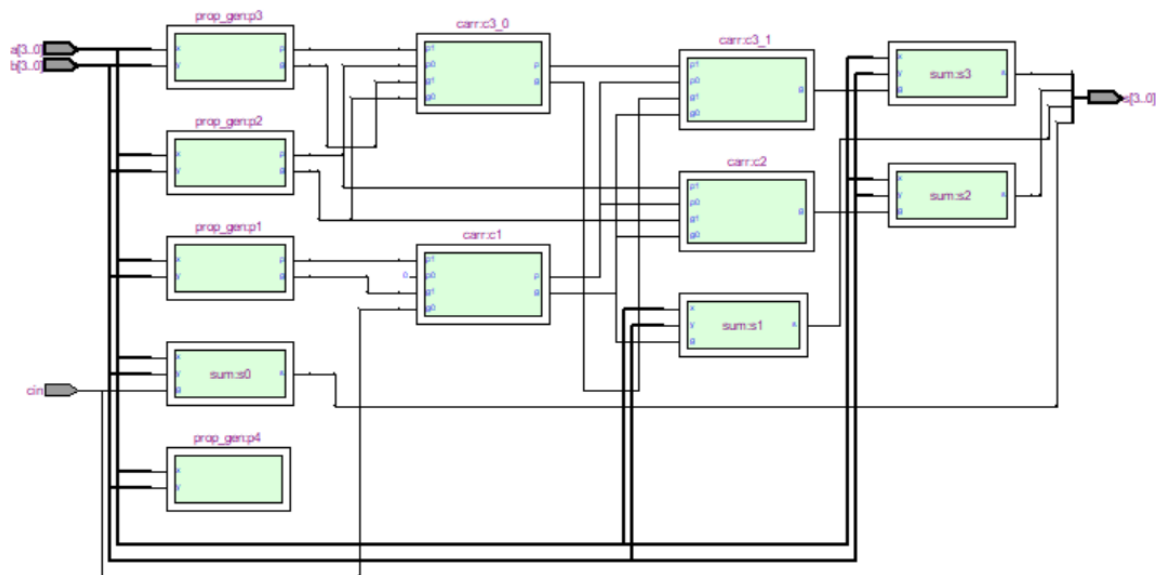 prop_gen:p3
a[3..0]
b[3..0]
x
y
p
g
carr:c3_0
p1
p0
g1
g0
p
g
carr:c3_1
p1
p0
g1
g0
g
x
y
g
sum:s3
s
s[3..0]
prop_gen:p2
x
y
p
g
carr:c2
p1
p0
g1
g0
g
x
y
g
sum:s2
s
prop_gen:p1
x
y
p
g
carr:c1
0
p1
p0
g1
g0
p
g
x
y
g
sum:s1
s
cin
x
y
g
sum:s0
s
prop_gen:p4
x
y